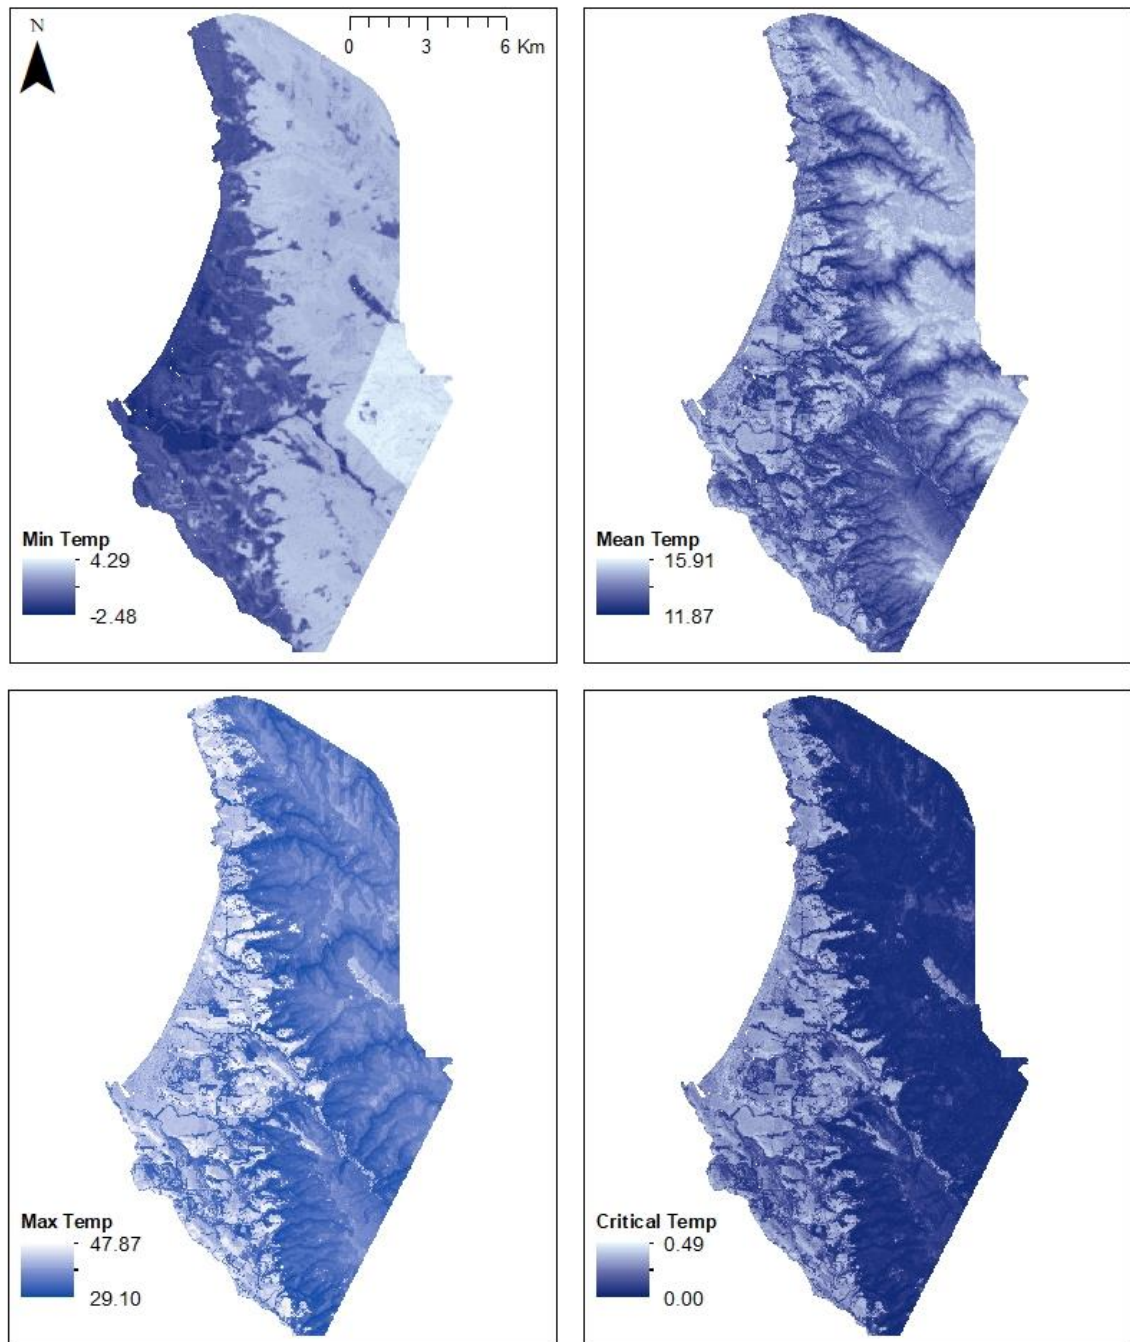 N
0 3 6 Km
Min Temp
4.29
-2.48
Mean Temp
15.91
11.87
Max Temp
47.87
29.10
Critical Temp
0.49
0.00